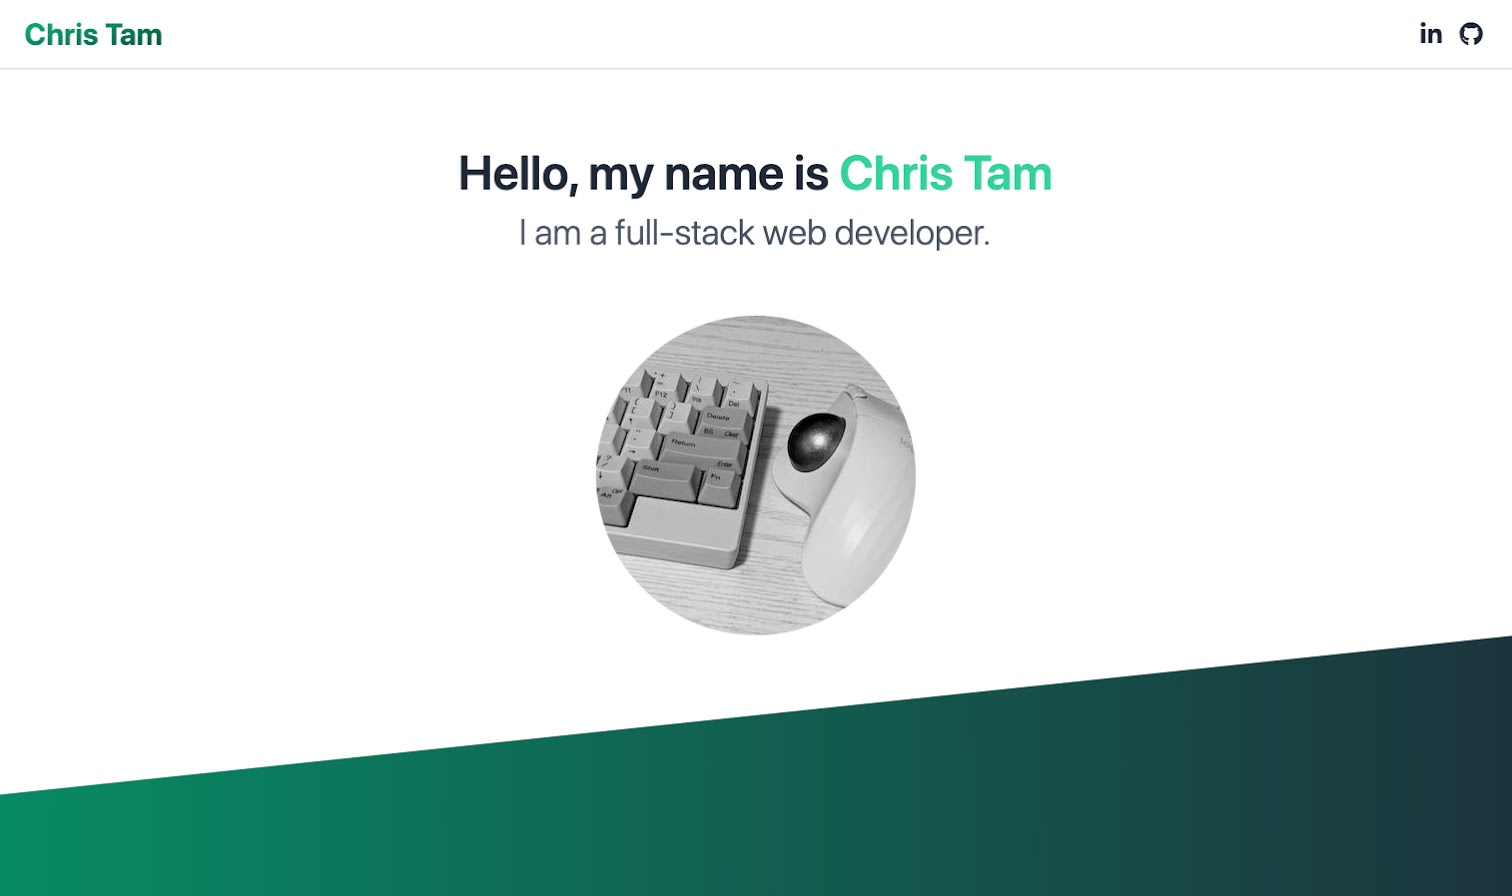 Chris Tam
in
Hello, my name is Chris Tam
I am a full-stack web developer.
F12
Ins
Del
Delete
BS Clear
Return
Enter
Shift
Fn
Alt